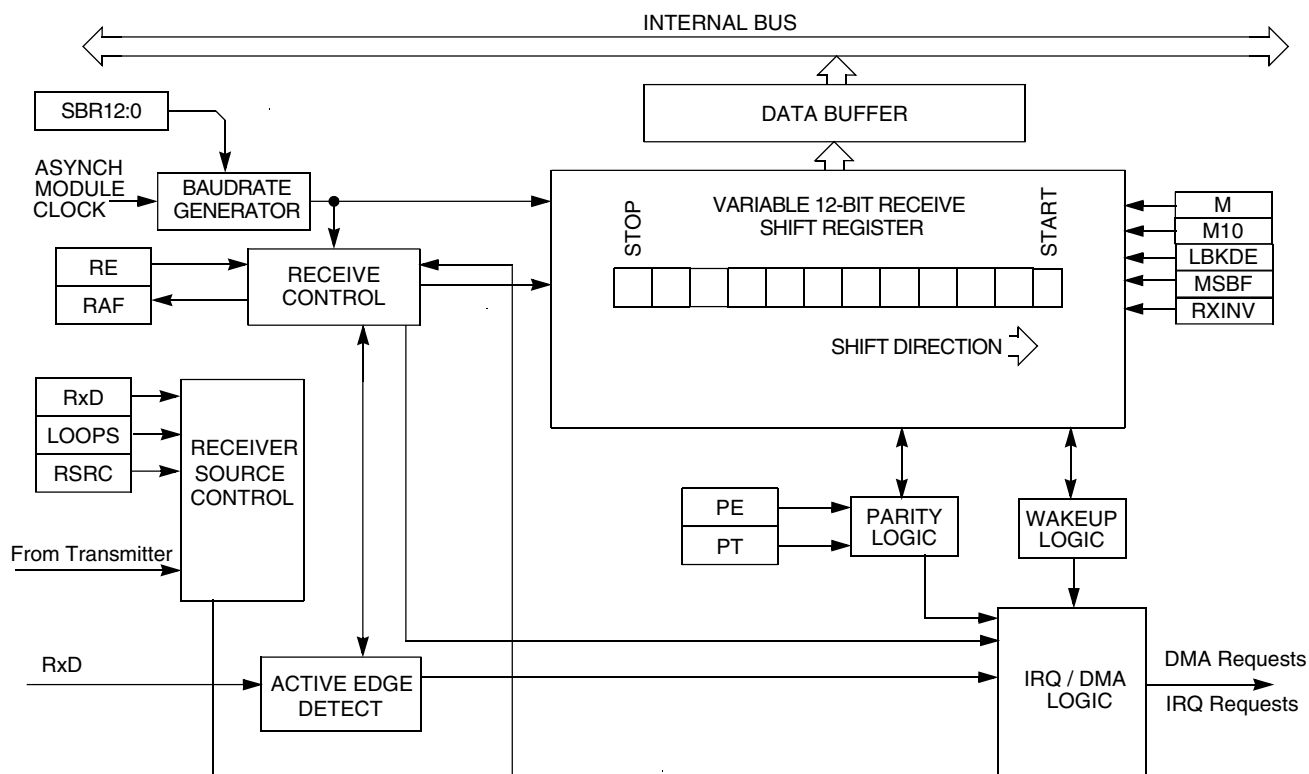 INTERNAL BUS
SBR12:0
DATA BUFFER
ASYNCH
MODULE
CLOCK
BAUDRATE
GENERATOR
VARIABLE 12-BIT RECEIVE
SHIFT REGISTER
STOP
START
M
M10
LBKDE
MSBF
RXINV
RE
RAF
RECEIVE
CONTROL
SHIFT DIRECTION
RxD
LOOPS
RSRC
RECEIVER
SOURCE
CONTROL
From Transmitter
PE
PT
PARITY
LOGIC
WAKEUP
LOGIC
RxD
ACTIVE EDGE
DETECT
IRQ / DMA
LOGIC
DMA Requests
IRQ Requests